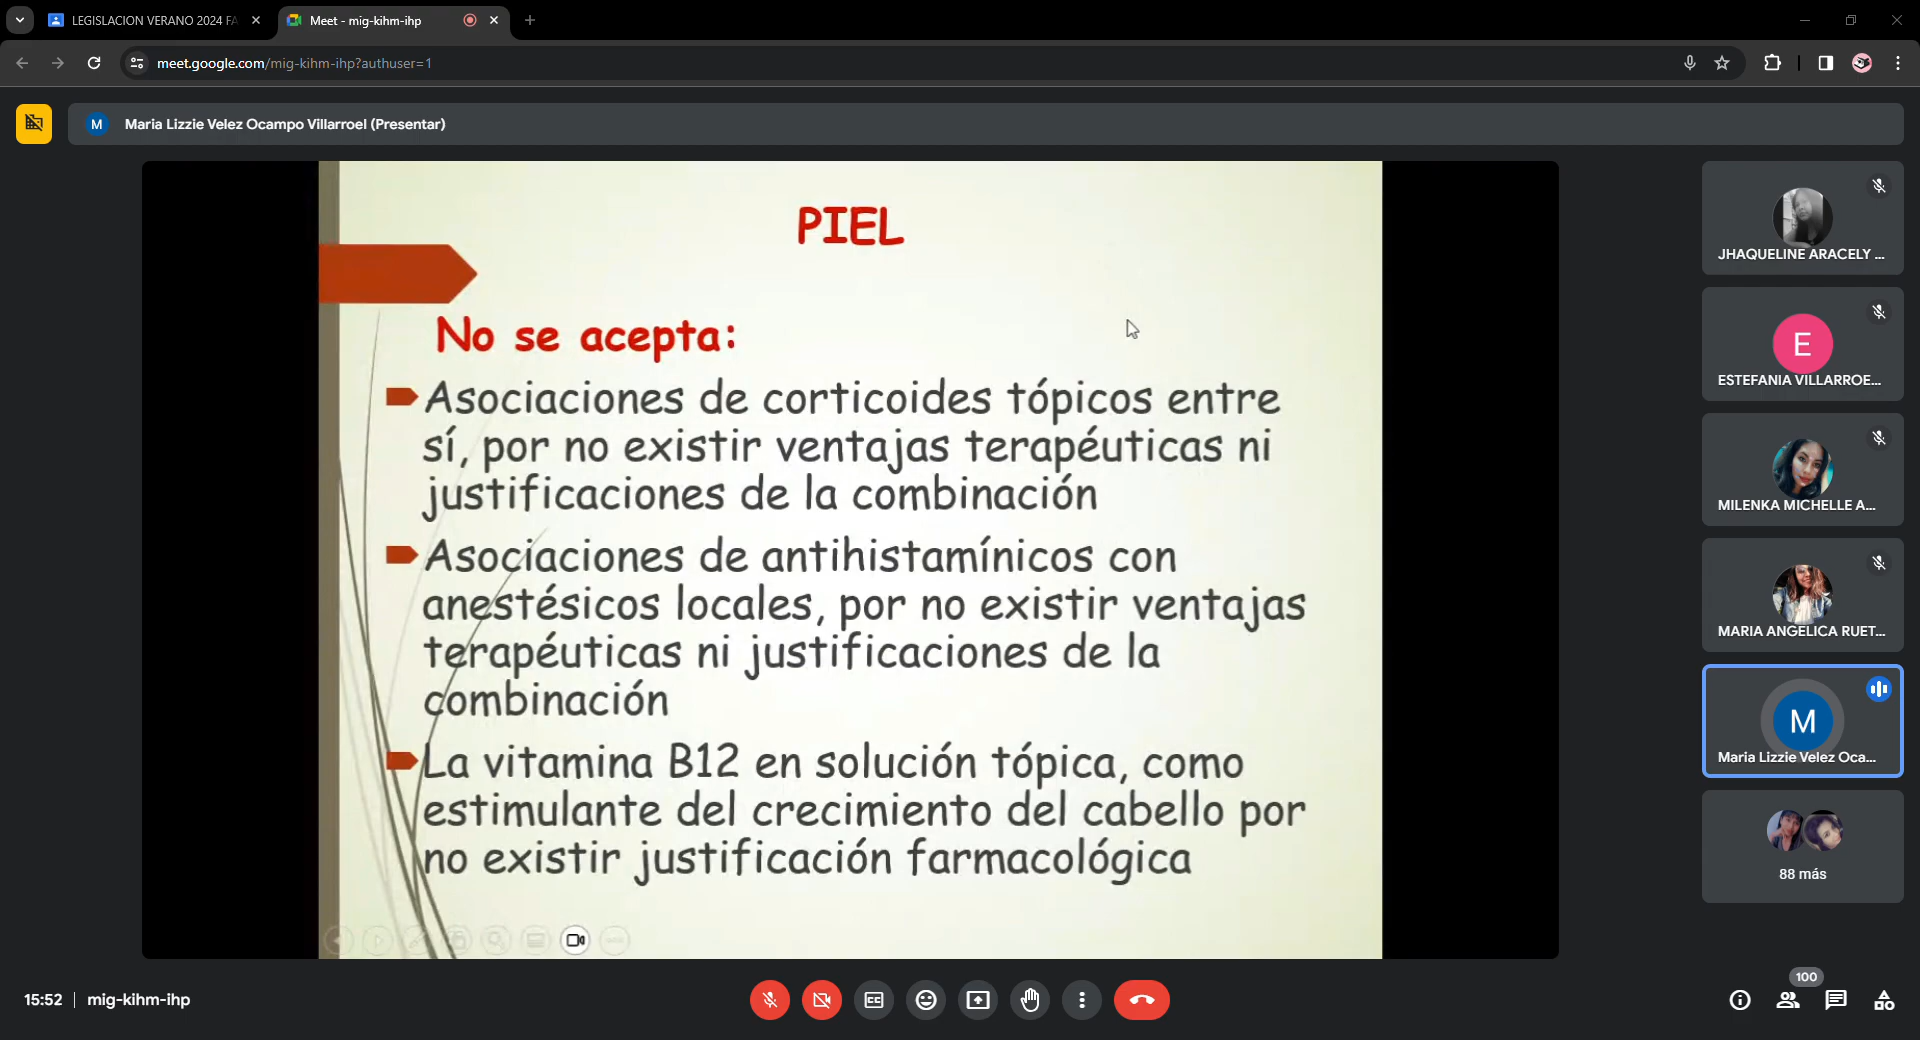 LEGISLACION VERANO 2024 FA
Meet - mig-kihm-ihp
meet.google.com/mig-kihm-ihp?authuser=1
M
Maria Lizzie Velez Ocampo Villarroel (Presentar)
PIEL
No se acepta:
Asociaciones de corticoides tópicos entre
sí, por no existir ventajas terapéuticas ni
justificaciones de la combinación
Asociaciones de antihistamínicos con
anestésicos locales, por no existir ventajas
terapéuticas ni justificaciones de la
combinación
La vitamina B12 en solución tópica, como
estimulante del crecimiento del cabello por
no existir justificación farmacológica
JHAQUELINE ARACELY ...
E
ESTEFANIA VILLARROE...
MILENKA MICHELLE A...
MARIA ANGELICA RUET...
M
Maria Lizzie Velez Oca...
88 más
15:52 | mig-kihm-ihp
100